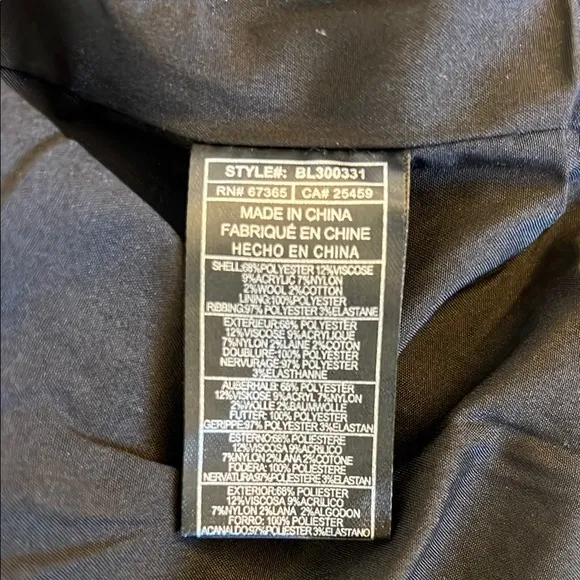 STYLE#: BL300331
RN# 67365 CA# 25459
MADE IN CHINA
FABRIQUÉ EN CHINE
HECHO EN CHINA
SHELL:68%POLYESTER 12%VISCOSE
9%ACRYLIC 7%NYLON
2%WOOL 2%COTTON
LINING:100%POLYESTER
RIBBING:97% POLYESTER 3%ELASTANE
EXTERIEUR:68% POLYESTER
12%VISCOSE 9%ACRYLIQUE
7%NYLON 2%LAINE 2%COTON
DOUBLURE:100% POLYESTER
NERVURAGE:97% POLYESTER
3%ELASTHANNE
AUBERHALB: 68% POLYESTER
12%VISKOSE 9%ACRYL 7%NYLON
2%WOLLE 2%BAUMWOLLE
FUTTER: 100% POLYESTER
GERIPPE:97% POLYESTER 3%ELASTAN
ESTERNO:68% POLIESTERE
12%VISCOSA 9%ACRILICO
7%NYLON 2%LANA 2%COTONE
FODERA: 100% POLIESTERE
NERVATURA:97% POLIESTERE 3%ELASTAN
EXTERIOR:68% POLIESTER
12%VISCOSA 9%ACRÍLICO
7%NYLON 2%LANA 2%ALGODON
FORRO: 100% POLIESTER
ACANALADO:97% POLIESTER 3%ELASTANO